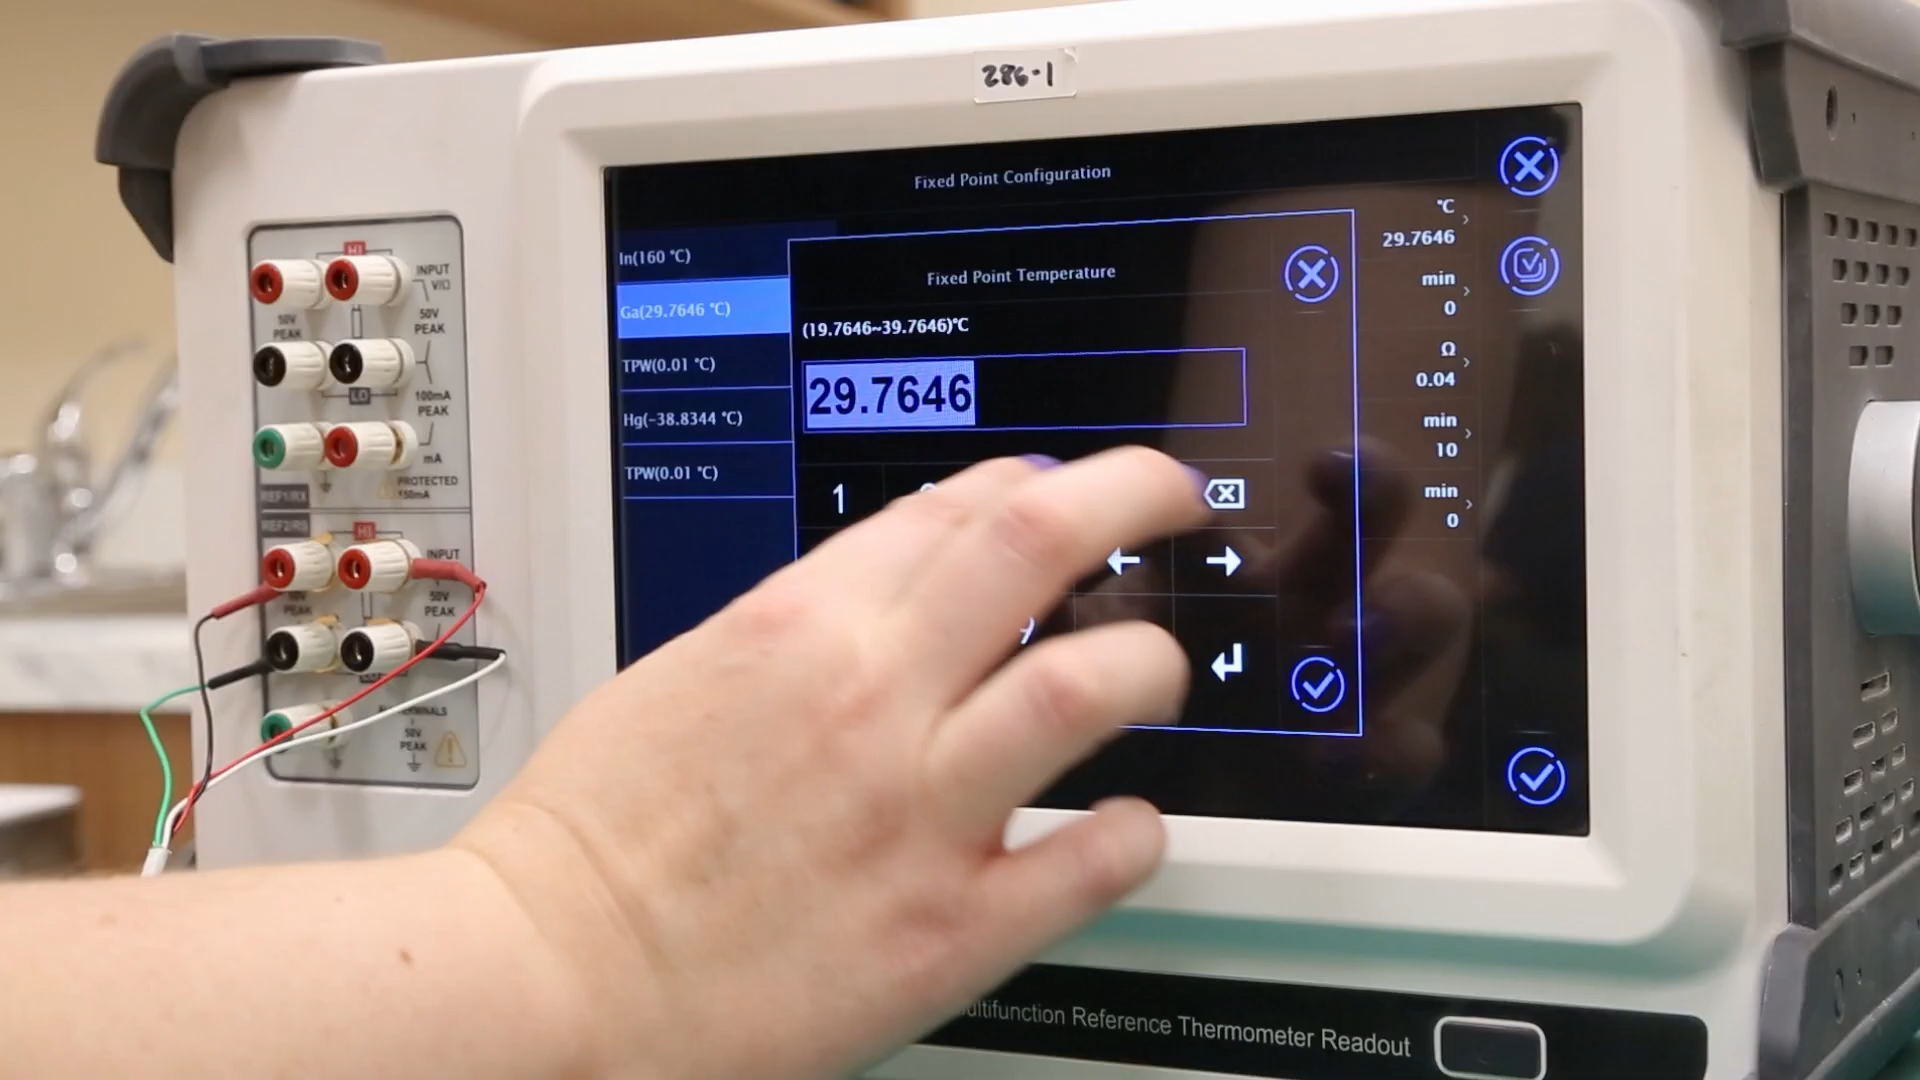 286-1
Fixed Point Configuration
In(160 °C)
Ga(29.7646 °C)
TPW(0.01 °C)
Hg(-38.8344 °C)
TPW(0.01 °C)
Fixed Point Temperature
(19.7646~39.7646)°C
29.7646
1
°C
29.7646
min
0
Ω
0.04
min
10
min
0
HI
INPUT
V/Ω
50V
PEAK
50V
PEAK
LO
100mA
PEAK
mA
PROTECTED
REF1/RX
REF2/RS
HI
INPUT
50V
PEAK
PEAK
50V
PEAK
Reference Thermometer Readout